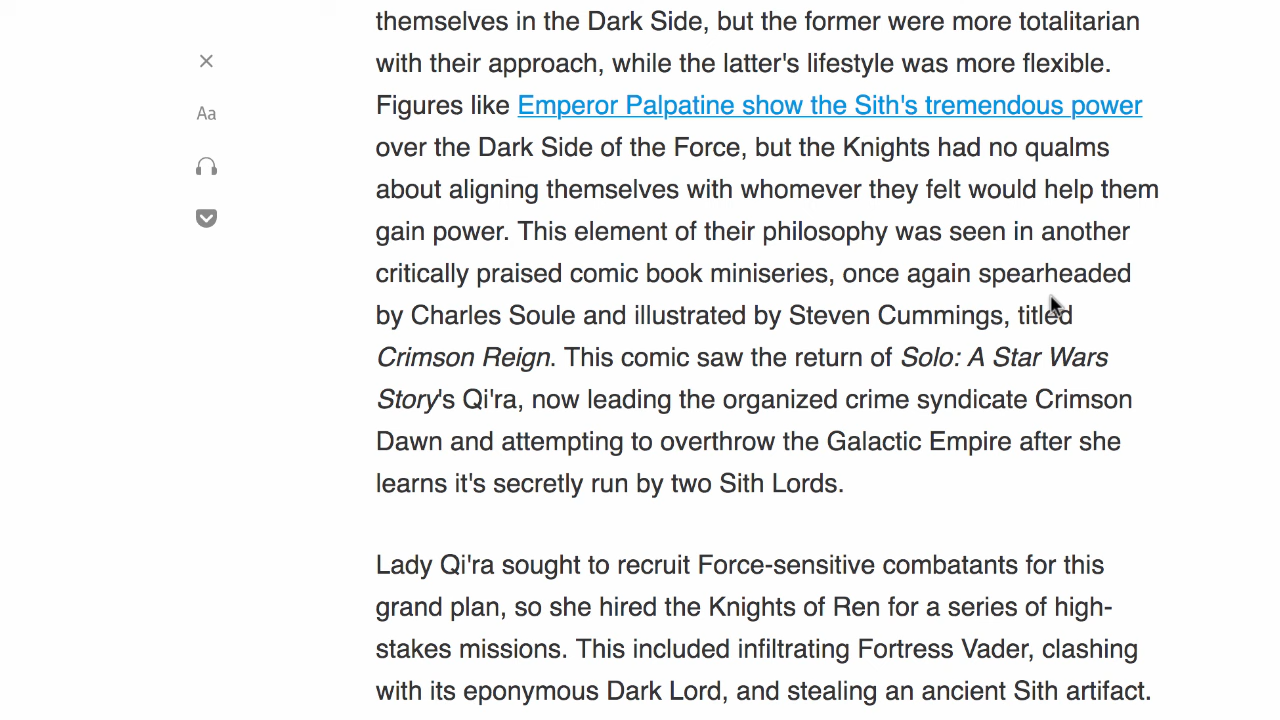 themselves in the Dark Side, but the former were more totalitarian
with their approach, while the latter's lifestyle was more flexible.
Figures like Emperor Palpatine show the Sith's tremendous power
over the Dark Side of the Force, but the Knights had no qualms
about aligning themselves with whomever they felt would help them
gain power. This element of their philosophy was seen in another
critically praised comic book miniseries, once again spearheaded
by Charles Soule and illustrated by Steven Cummings, titled
Crimson Reign. This comic saw the return of Solo: A Star Wars
Story's Qi'ra, now leading the organized crime syndicate Crimson
Dawn and attempting to overthrow the Galactic Empire after she
learns it's secretly run by two Sith Lords.
Lady Qi'ra sought to recruit Force-sensitive combatants for this
grand plan, so she hired the Knights of Ren for a series of high-
stakes missions. This included infiltrating Fortress Vader, clashing
with its eponymous Dark Lord, and stealing an ancient Sith artifact.
Aa